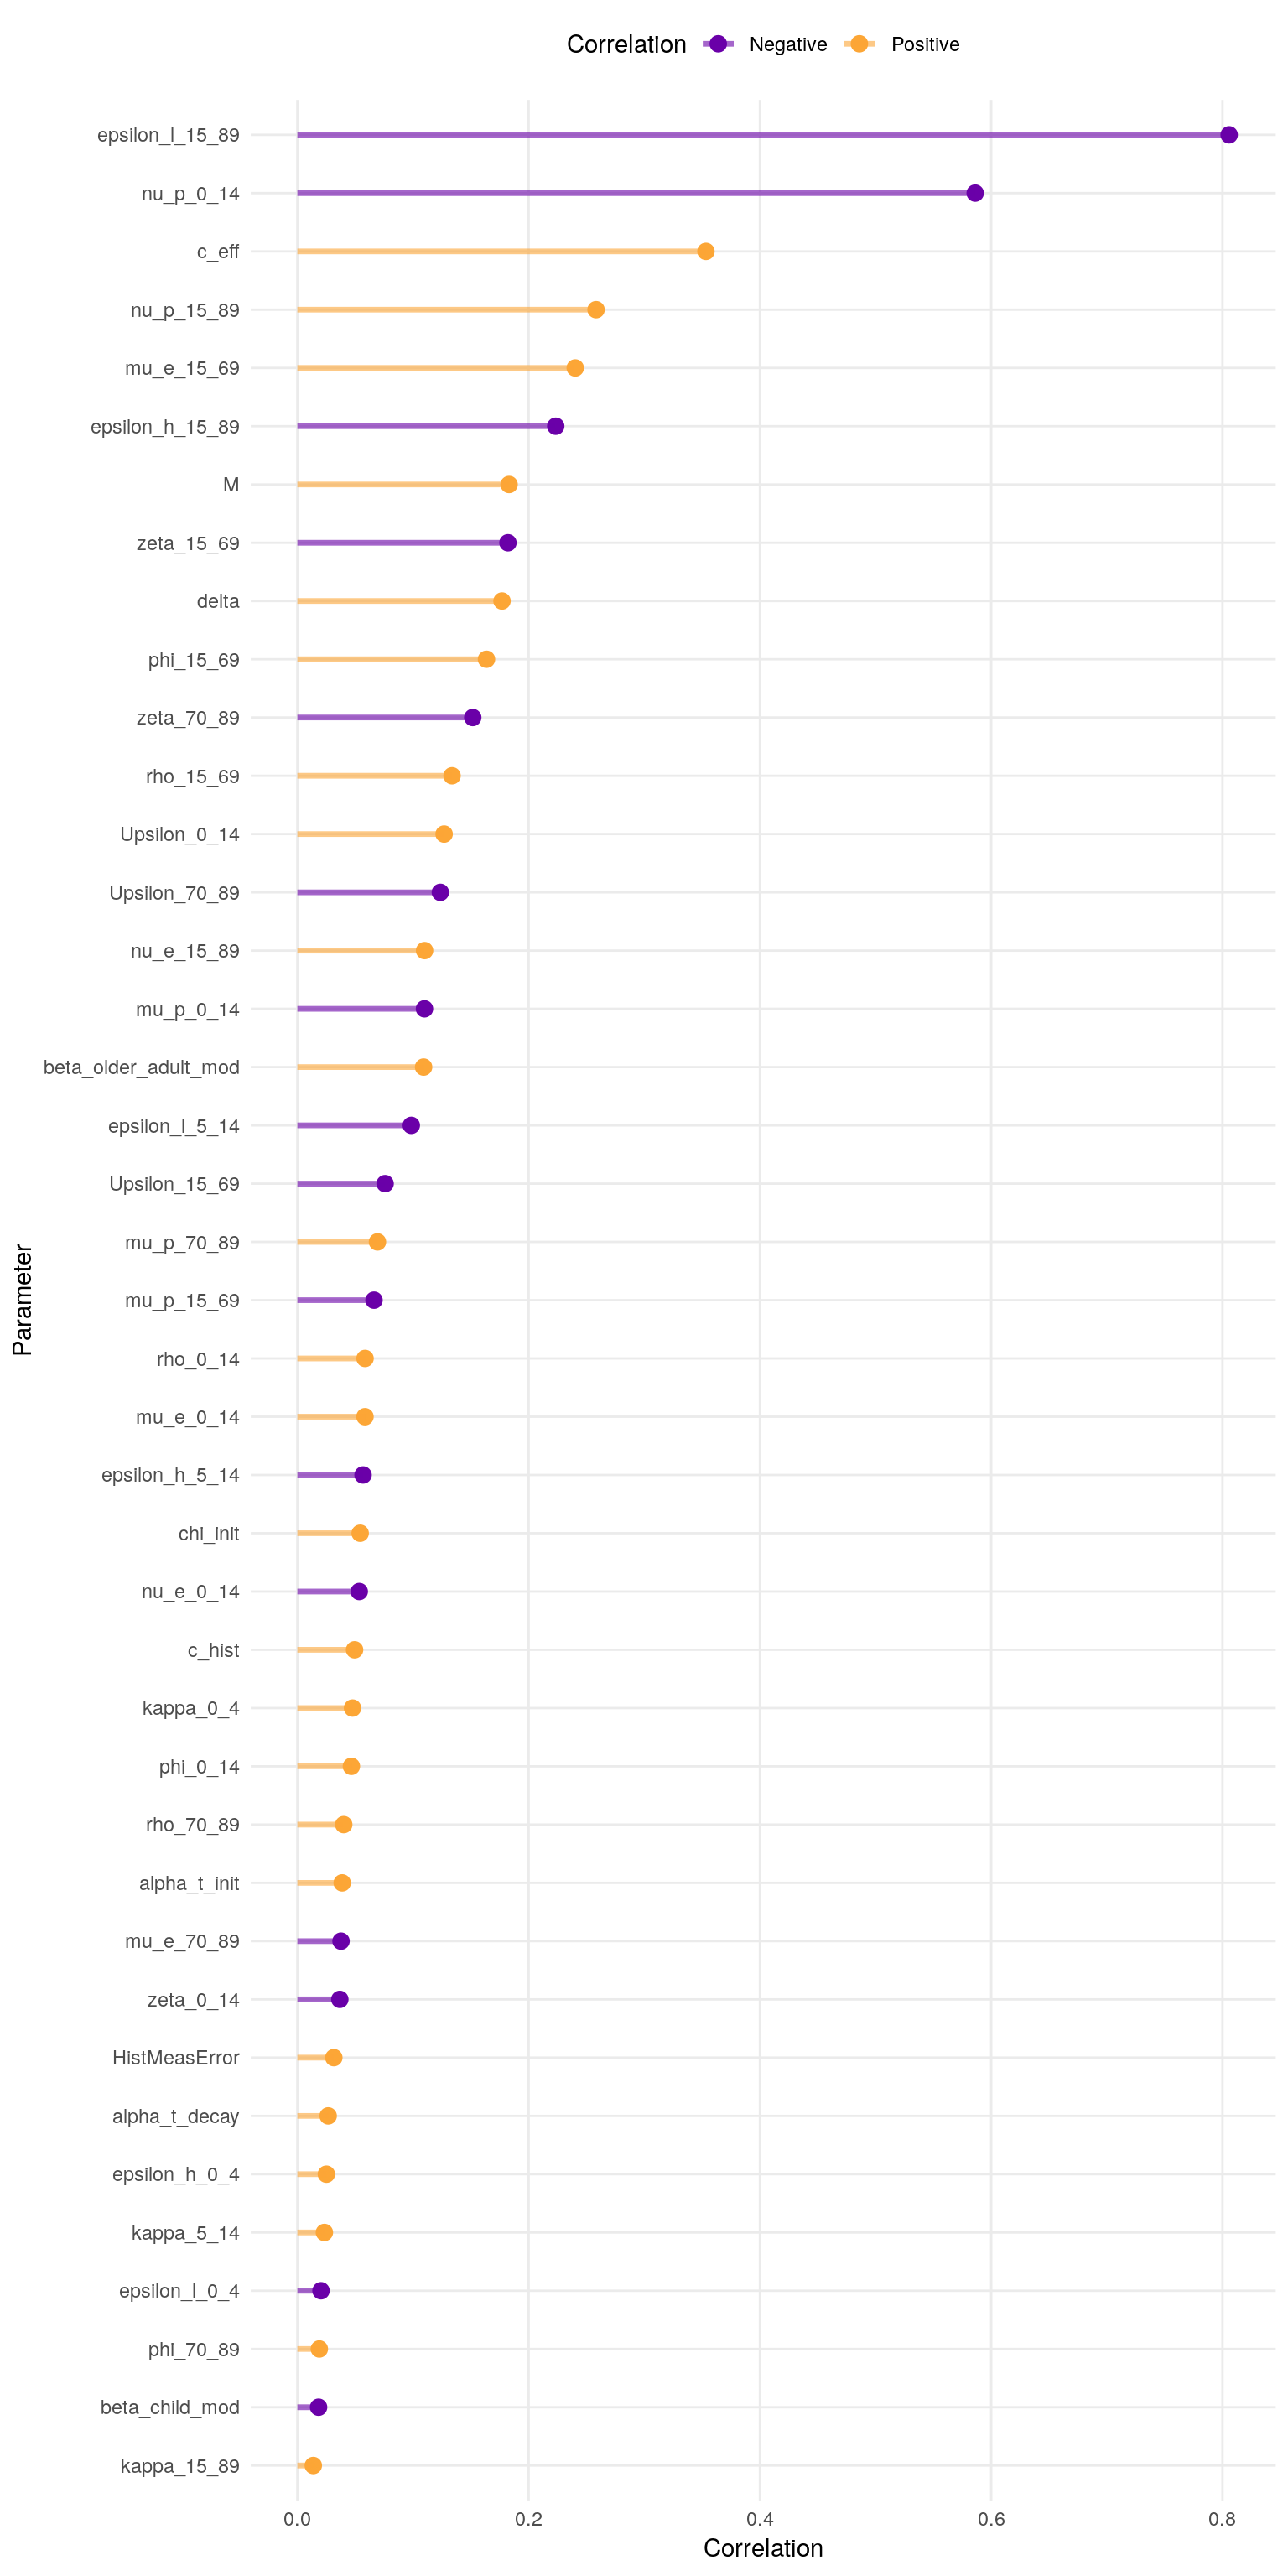 Correlation Negative Positive
epsilon_l_15_89
nu_p_0_14
c_eff
nu_p_15_89
mu_e_15_69
epsilon_h_15_89
M
zeta_15_69
delta
phi_15_69
zeta_70_89
rho_15_69
Upsilon_0_14
Upsilon_70_89
nu_e_15_89
mu_p_0_14
beta_older_adult_mod
epsilon_l_5_14
Upsilon_15_69
mu_p_70_89
mu_p_15_69
rho_0_14
mu_e_0_14
epsilon_h_5_14
chi_init
nu_e_0_14
c_hist
kappa_0_4
phi_0_14
rho_70_89
alpha_t_init
mu_e_70_89
zeta_0_14
HistMeasError
alpha_t_decay
epsilon_h_0_4
kappa_5_14
epsilon_l_0_4
phi_70_89
beta_child_mod
kappa_15_89
Parameter
0.0 0.2 0.4 0.6 0.8
Correlation